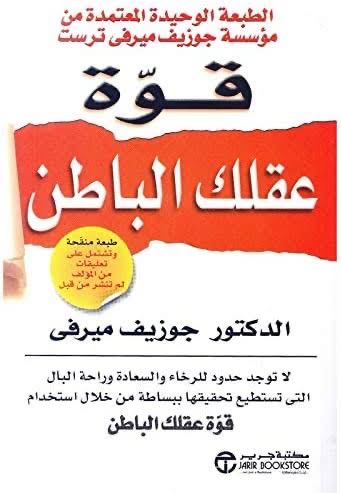 الطبعة الوحيدة المعتمدة من
مؤسسة جوزيف ميرفى ترست
قوّة
عقلك الباطن
طبعة منقحة
وتشتمل على
تعليقات
من المؤلف
لم تنشر من قبل
الدكتور جوزيف ميرفى
لا توجد حدود للرخاء والسعادة وراحة البال
التى تستطيع تحقيقها ببساطة من خلال استخدام
قوّة عقلك الباطن
مكتبة جرير
JARIR BOOKSTORE